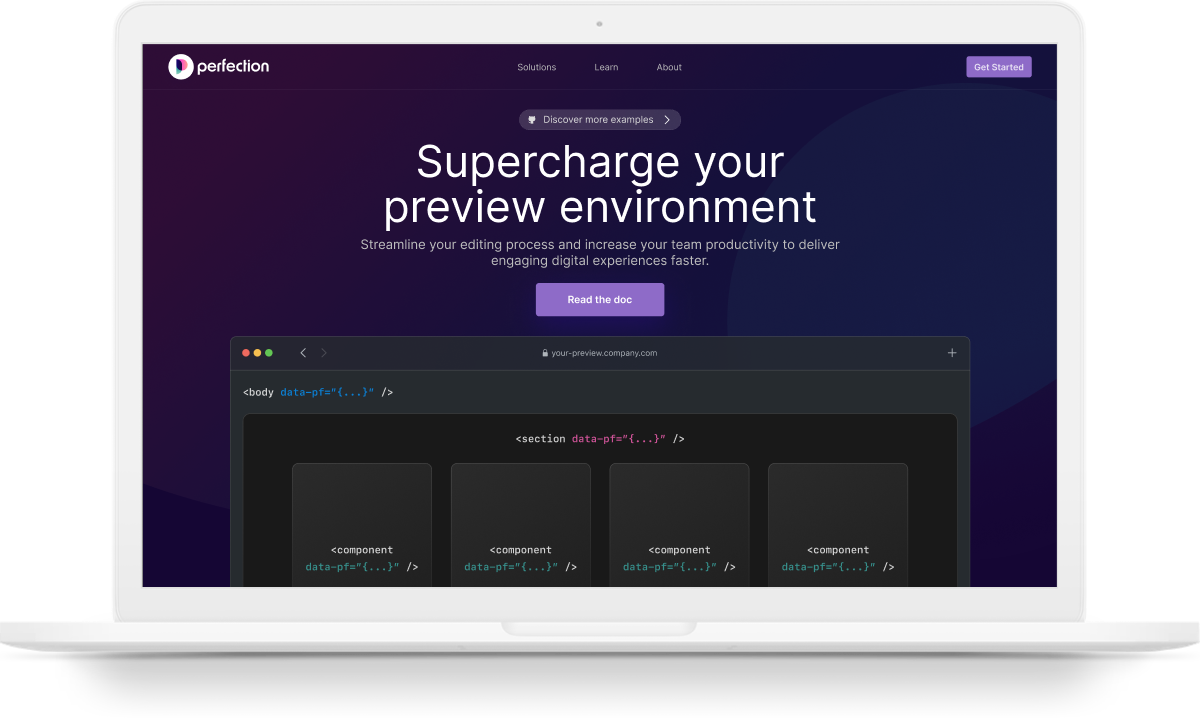 perfection
Solutions
Learn
About
Get Started
Discover more examples
Supercharge your
preview environment
Streamline your editing process and increase your team productivity to deliver
engaging digital experiences faster.
Read the doc
your-preview.company.com
<body data-pf="{...}" />
<section data-pf="{...}" />
<component
data-pf="{...}" />
<component
data-pf="{...}" />
<component
data-pf="{...}" />
<component
data-pf="{...}" />